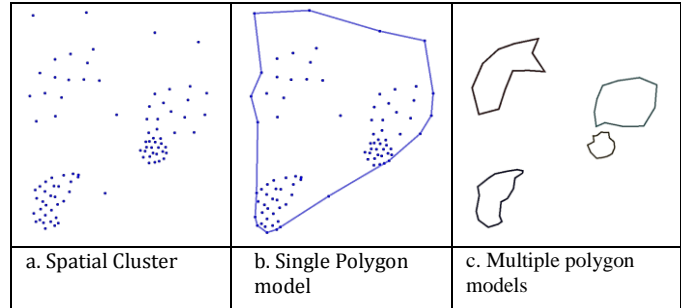 a. Spatial Cluster
b. Single Polygon
model
c. Multiple polygon
models